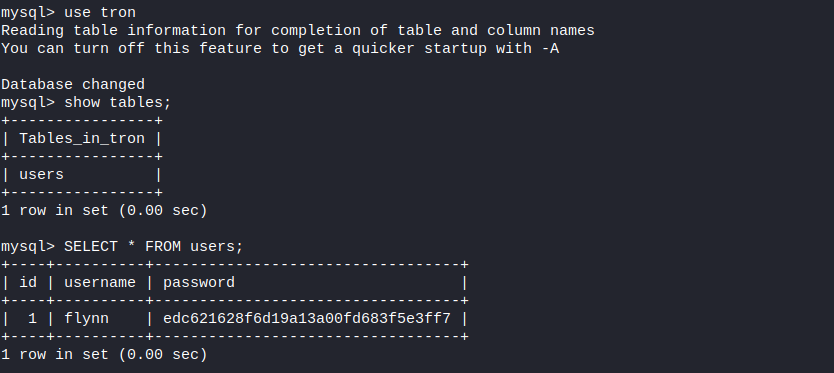 mysql> use tron
Reading table information for completion of table and column names
You can turn off this feature to get a quicker startup with -A

Database changed
mysql> show tables;
+----------------+
| Tables_in_tron |
+----------------+
| users          |
+----------------+
1 row in set (0.00 sec)

mysql> SELECT * FROM users;
+----+----------+----------------------------------+
| id | username | password                         |
+----+----------+----------------------------------+
|  1 | flynn    | edc621628f6d19a13a00fd683f5e3ff7 |
+----+----------+----------------------------------+
1 row in set (0.00 sec)